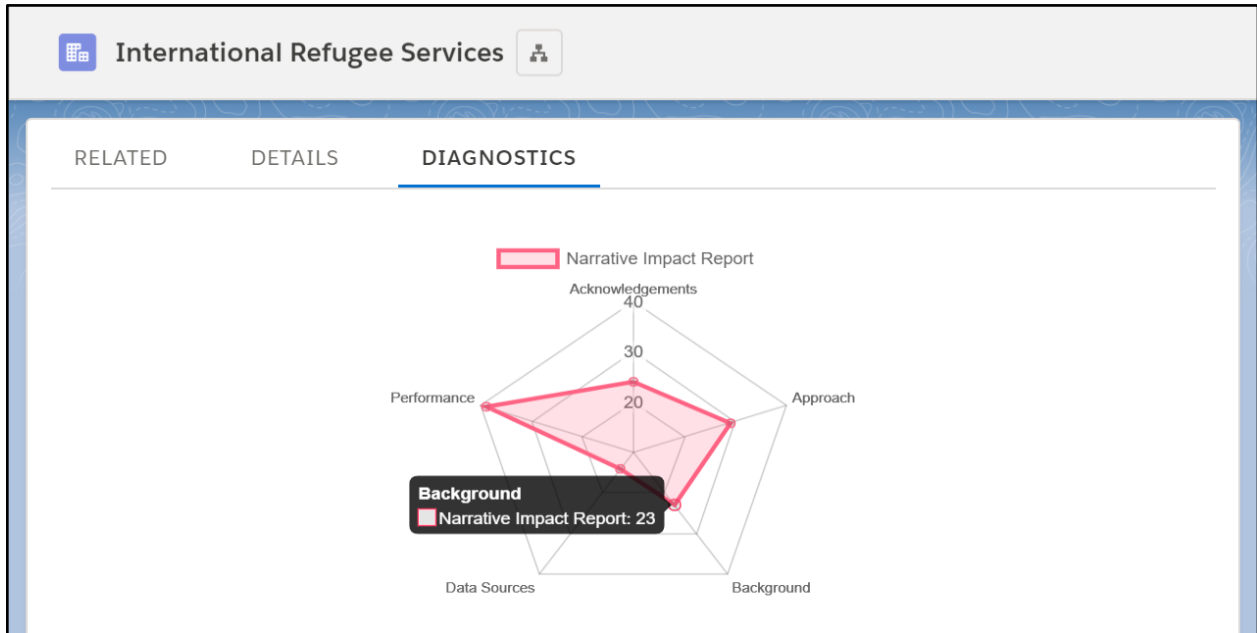 International Refugee Services
RELATED
DETAILS
DIAGNOSTICS
Narrative Impact Report
Acknowledgements
40
30
20
Performance
Approach
Background
Narrative Impact Report: 23
Data Sources
Background